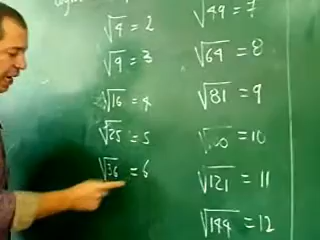 √4 = 2
√9 = 3
√16 = 4
√25 = 5
√36 = 6
√49 = 7
√64 = 8
√81 = 9
√100 = 10
√121 = 11
√144 = 12